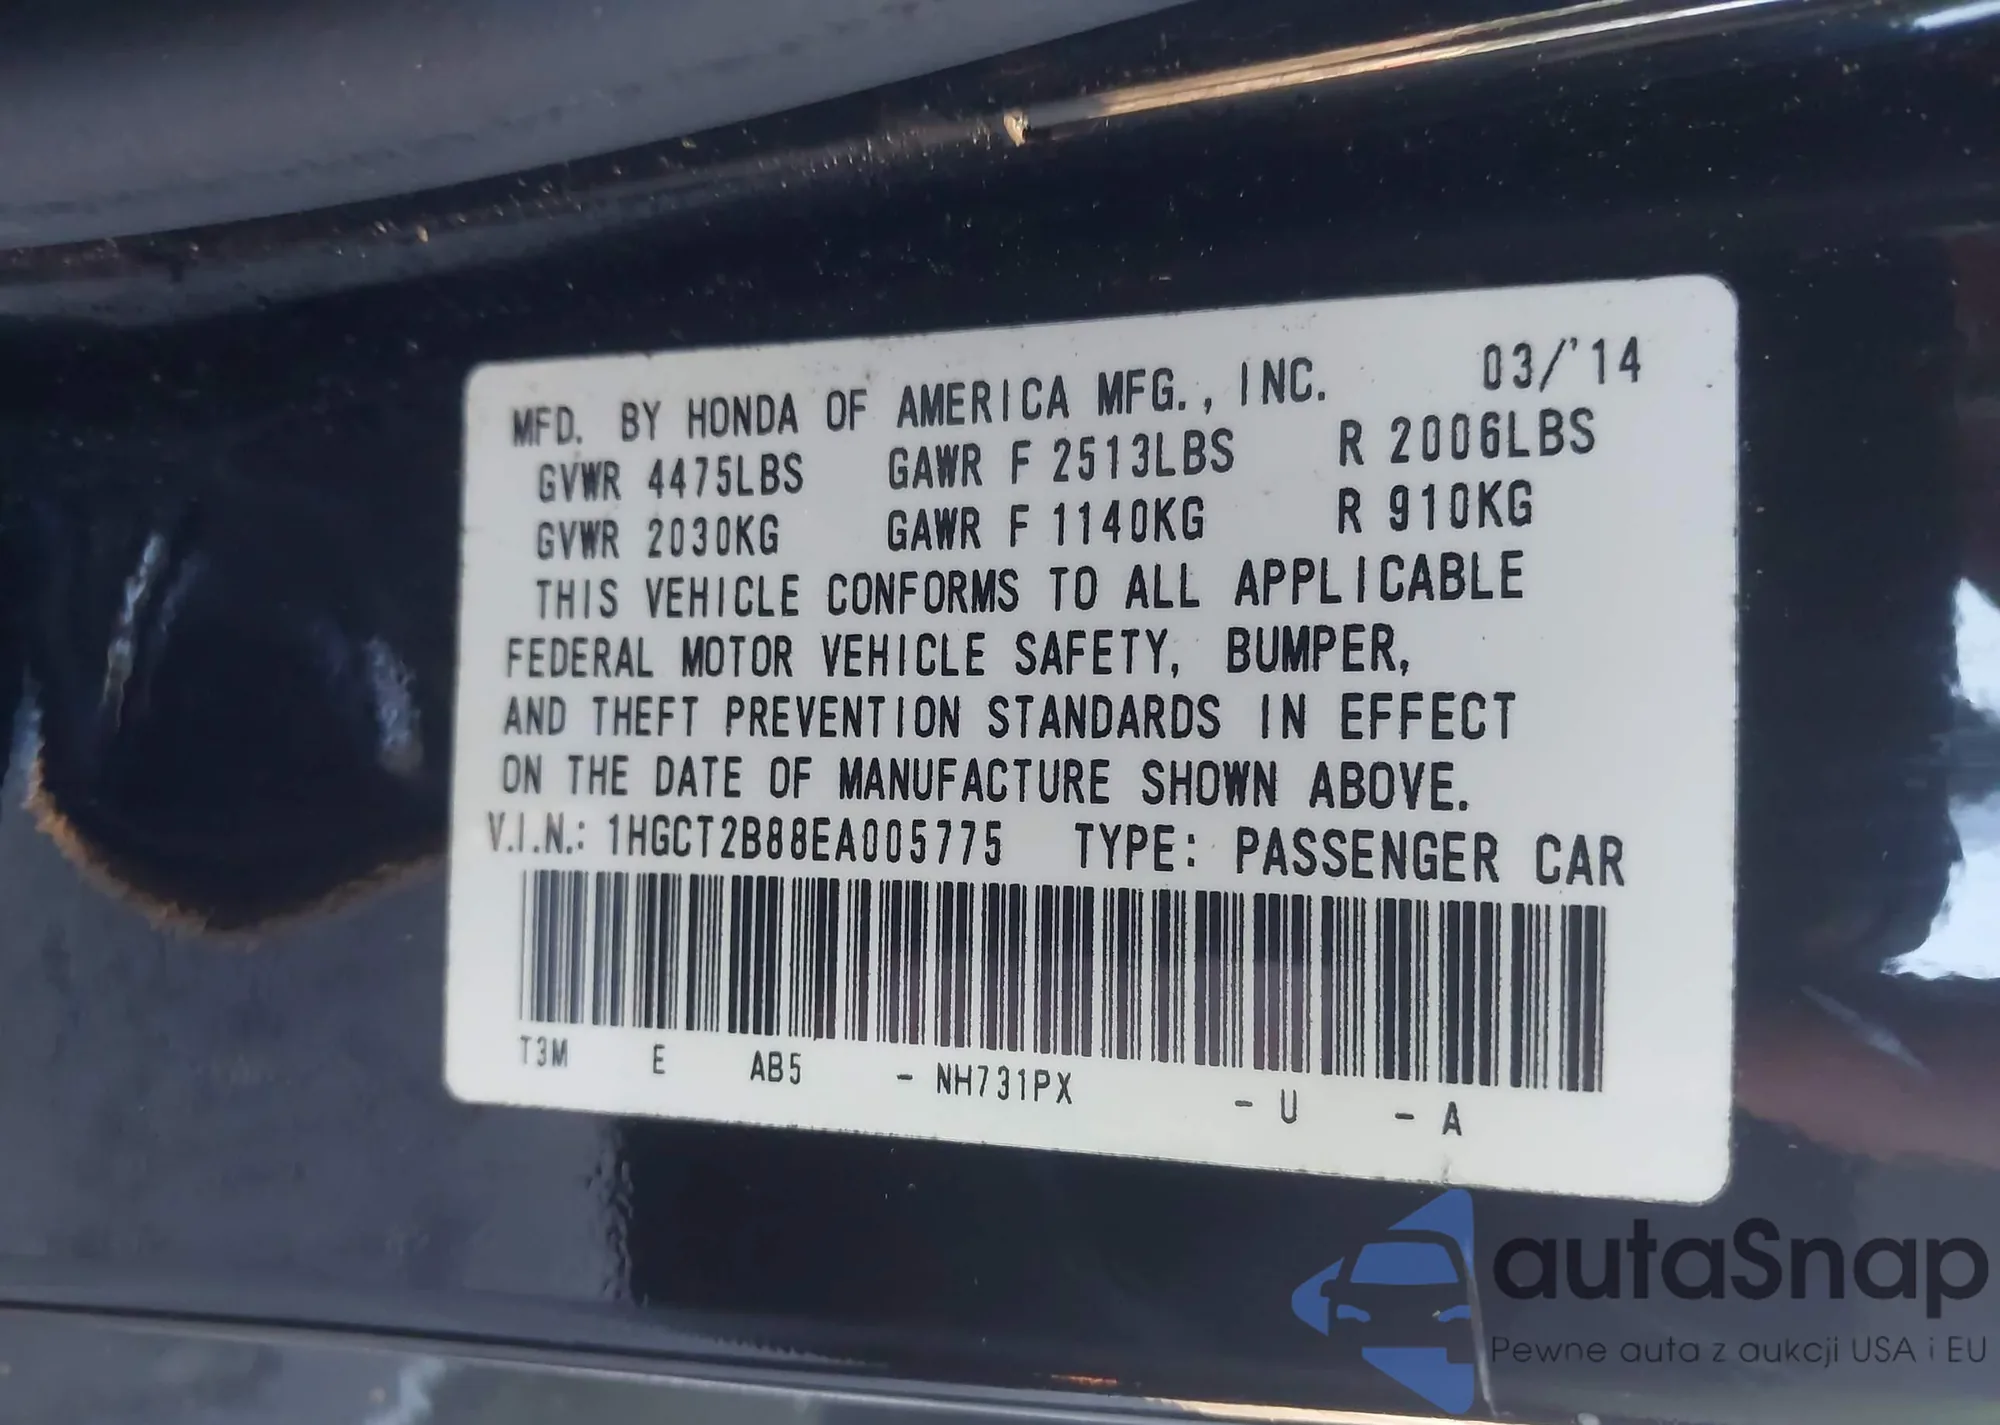 MFD. BY HONDA OF AMERICA MFG., INC. 03/'14
GVWR 4475LBS GAWR F 2513LBS R 2006LBS
GVWR 2030KG GAWR F 1140KG R 910KG
THIS VEHICLE CONFORMS TO ALL APPLICABLE
FEDERAL MOTOR VEHICLE SAFETY, BUMPER,
AND THEFT PREVENTION STANDARDS IN EFFECT
ON THE DATE OF MANUFACTURE SHOWN ABOVE.
V.I.N.: 1HGCT2B88EA005775 TYPE: PASSENGER CAR
T3M E AB5 - NH731PX - U - A
autaSnap
Pewne auta z aukcji USA i EU